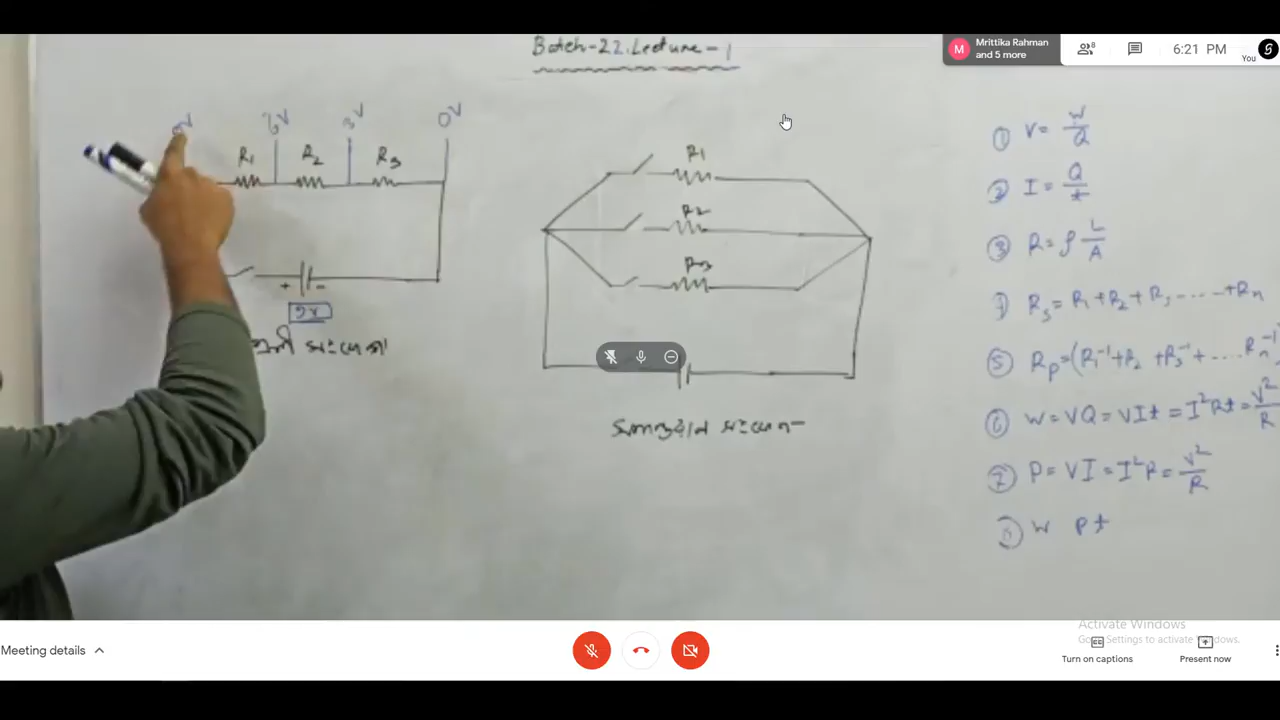 Batch-22.Lecture-1
Mrittika Rahman
and 5 more
8
6:21 PM
You
0V
R₁ R₂ R₃
+ -
সংযোগ
R₁
R₂
R₃
সংযোগ
① V = W/Q
② I = Q/t
③ R = ρ L/A
Rs = R₁ + R₂ + R₃ ----- + Rn
⑤ Rp = (R₁⁻¹ + R₂ + R₃⁻¹ + .... Rn⁻¹
⑥ W = VQ = VIt = I²Rt = V²/R
⑦ P = VI = I²R = V²/R
W Pt
Activate Windows
Go to Settings to activate Windows.
Meeting details
Turn on captions
Present now